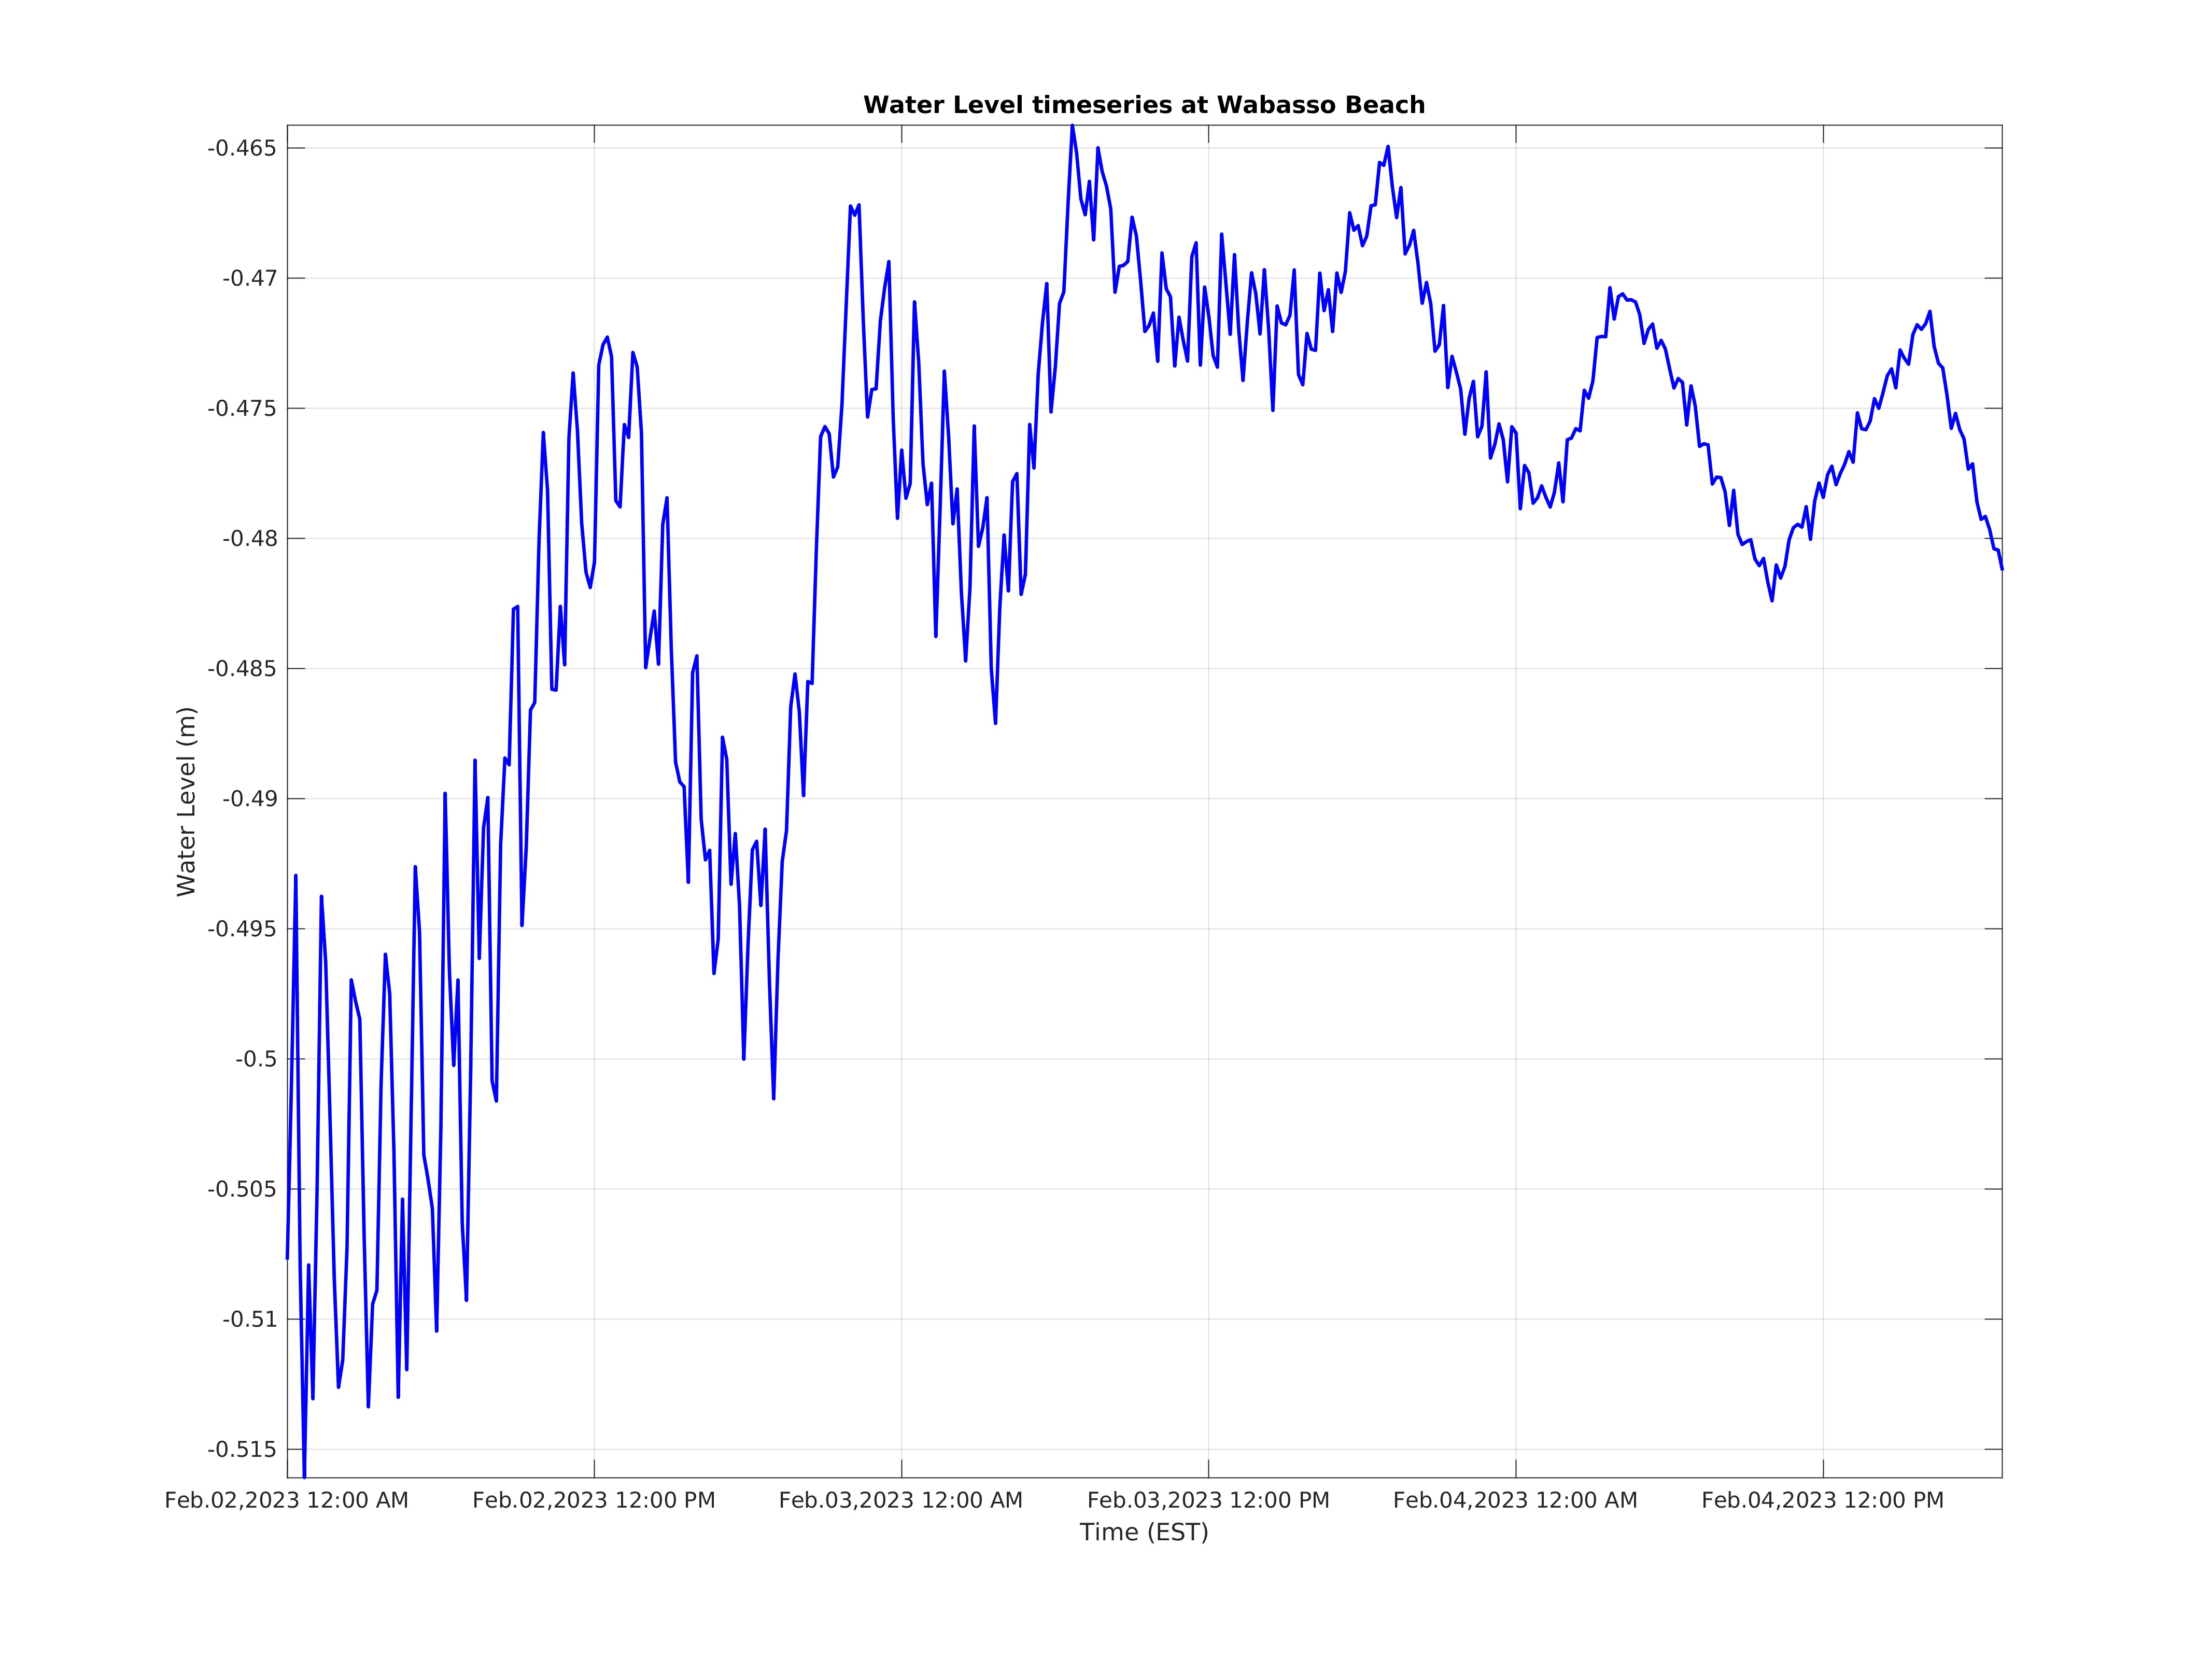 Water Level timeseries at Wabasso Beach
-0.465
-0.47
-0.475
-0.48
-0.485
-0.49
-0.495
-0.5
-0.505
-0.51
-0.515
Water Level (m)
Feb.02,2023 12:00 AM Feb.02,2023 12:00 PM Feb.03,2023 12:00 AM Feb.03,2023 12:00 PM Feb.04,2023 12:00 AM Feb.04,2023 12:00 PM
Time (EST)